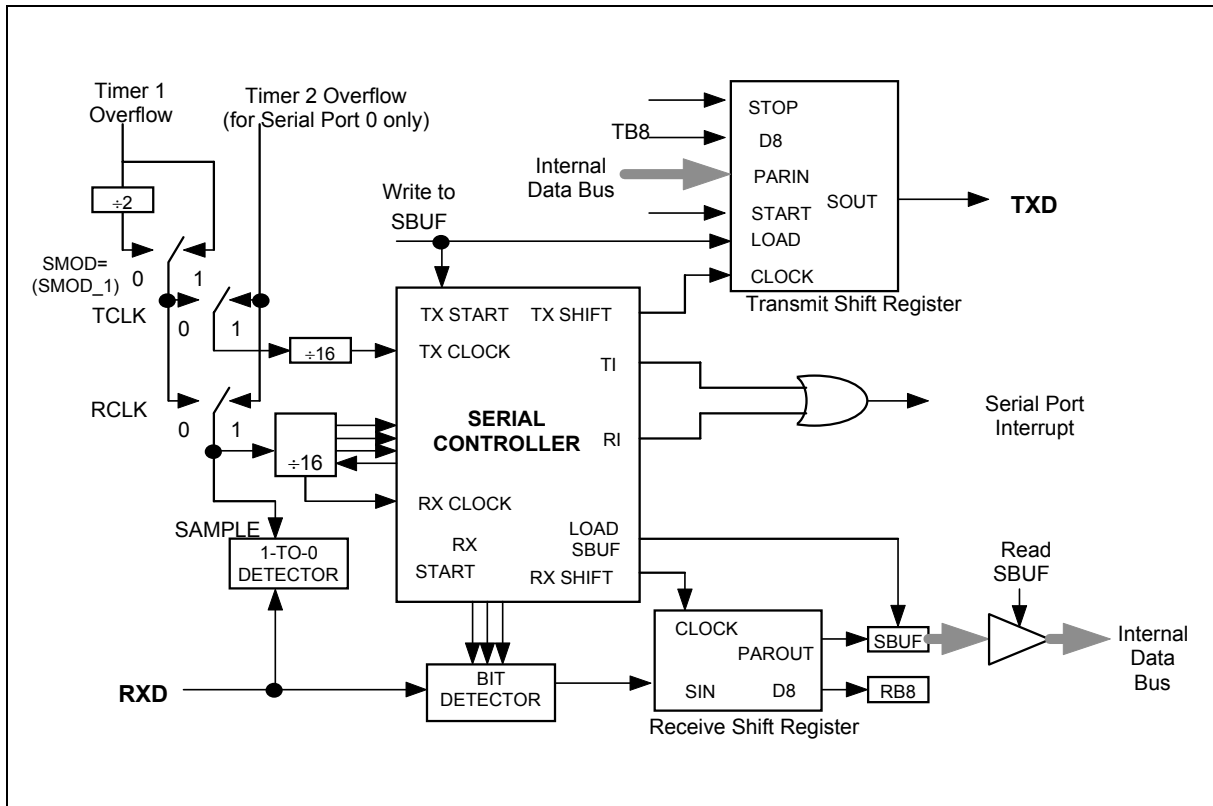 Timer 1
Overflow
Timer 2 Overflow
(for Serial Port 0 only)
÷2
SMOD=
(SMOD_1)
0
1
TCLK
0
1
÷16
RCLK
0
1
÷16
SAMPLE
1-TO-0
DETECTOR
RXD
Write to
SBUF
TX START
TX SHIFT
TX CLOCK
TI
SERIAL
CONTROLLER
RI
RX CLOCK
LOAD
SBUF
RX
START
RX SHIFT
BIT
DETECTOR
TB8
Internal
Data Bus
STOP
D8
PARIN
SOUT
START
LOAD
CLOCK
Transmit Shift Register
TXD
Serial Port
Interrupt
CLOCK
PAROUT
SIN
D8
Receive Shift Register
SBUF
RB8
Read
SBUF
Internal
Data
Bus